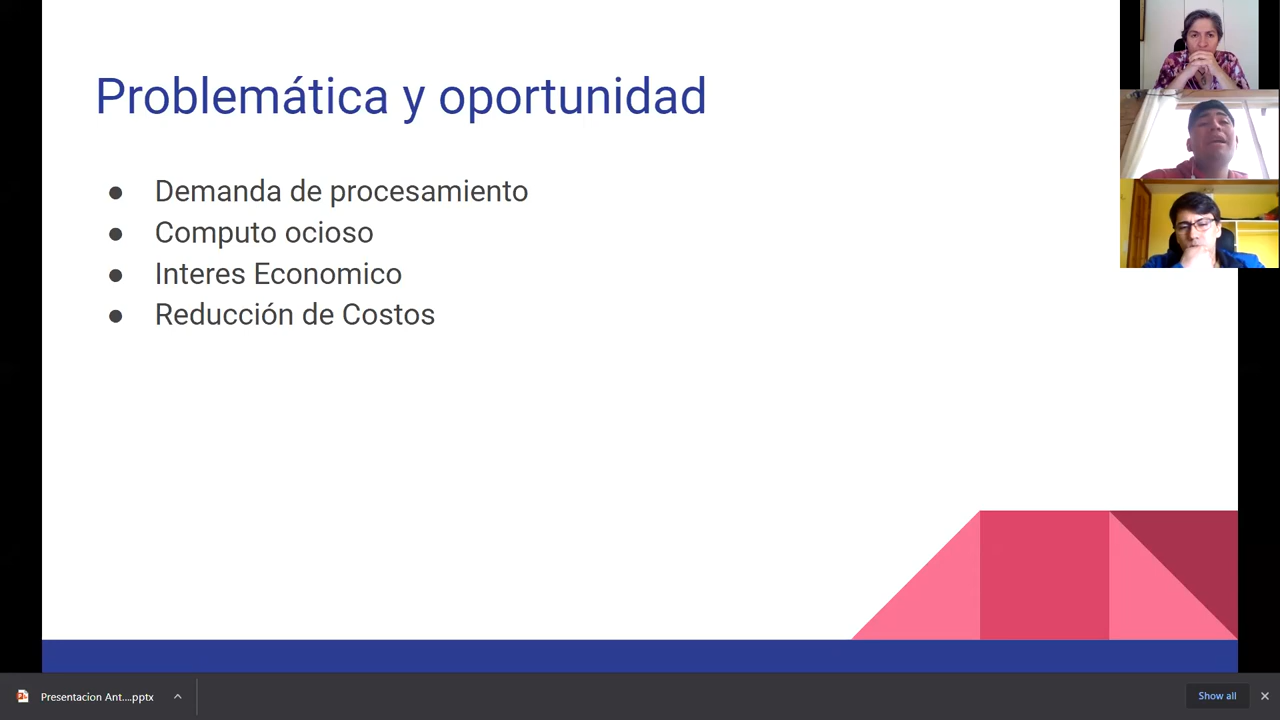 Problemática y oportunidad
● Demanda de procesamiento
● Computo ocioso
● Interes Economico
● Reducción de Costos
Presentacion Ant....pptx
Show all